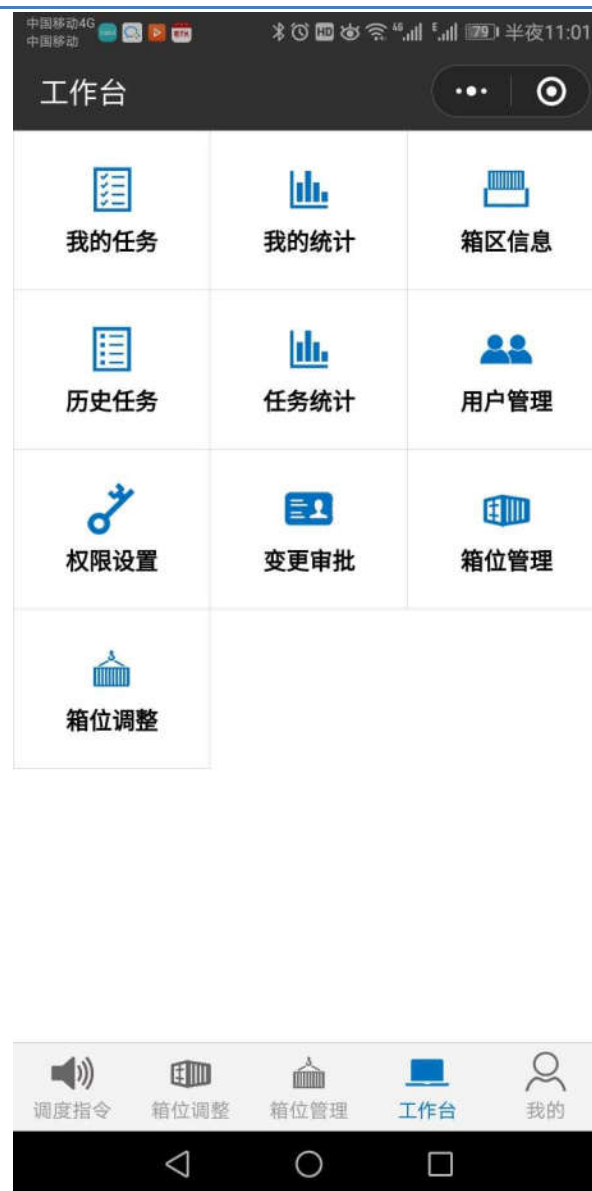 中国移动4G
中国移动
HD
46
E
79
半夜11:01
工作台
我的任务
我的统计
箱区信息
历史任务
任务统计
用户管理
权限设置
变更审批
箱位管理
箱位调整
调度指令
箱位调整
箱位管理
工作台
我的